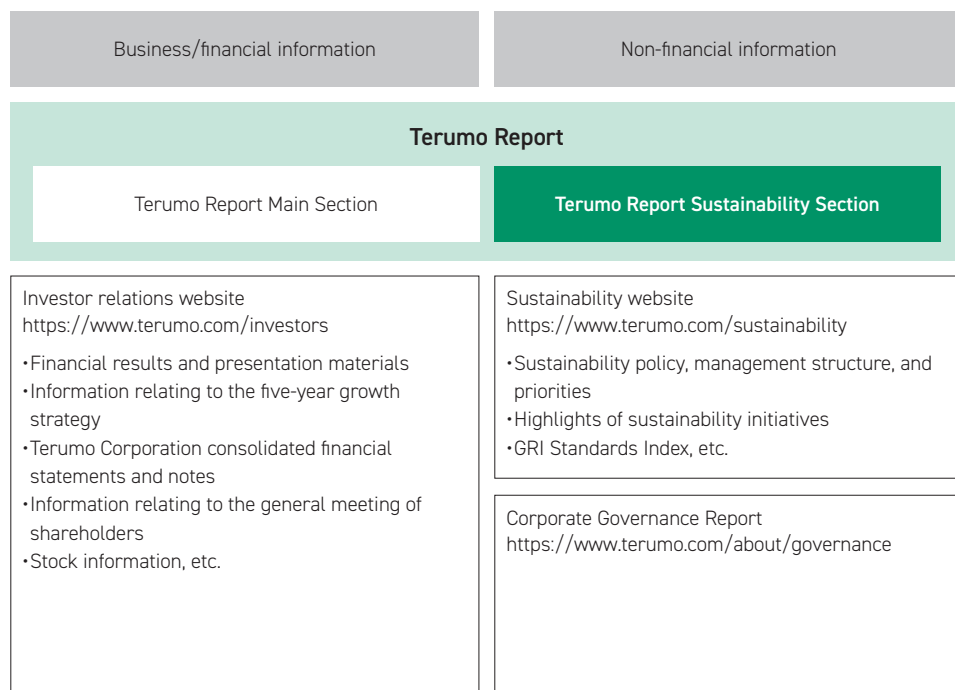 Business/financial information
Non-financial information
Terumo Report
Terumo Report Main Section
Terumo Report Sustainability Section
Investor relations website
https://www.terumo.com/investors
・Financial results and presentation materials
・Information relating to the five-year growth
strategy
・Terumo Corporation consolidated financial
statements and notes
・Information relating to the general meeting of
shareholders
・Stock information, etc.
Sustainability website
https://www.terumo.com/sustainability
・Sustainability policy, management structure, and
priorities
・Highlights of sustainability initiatives
・GRI Standards Index, etc.
Corporate Governance Report
https://www.terumo.com/about/governance